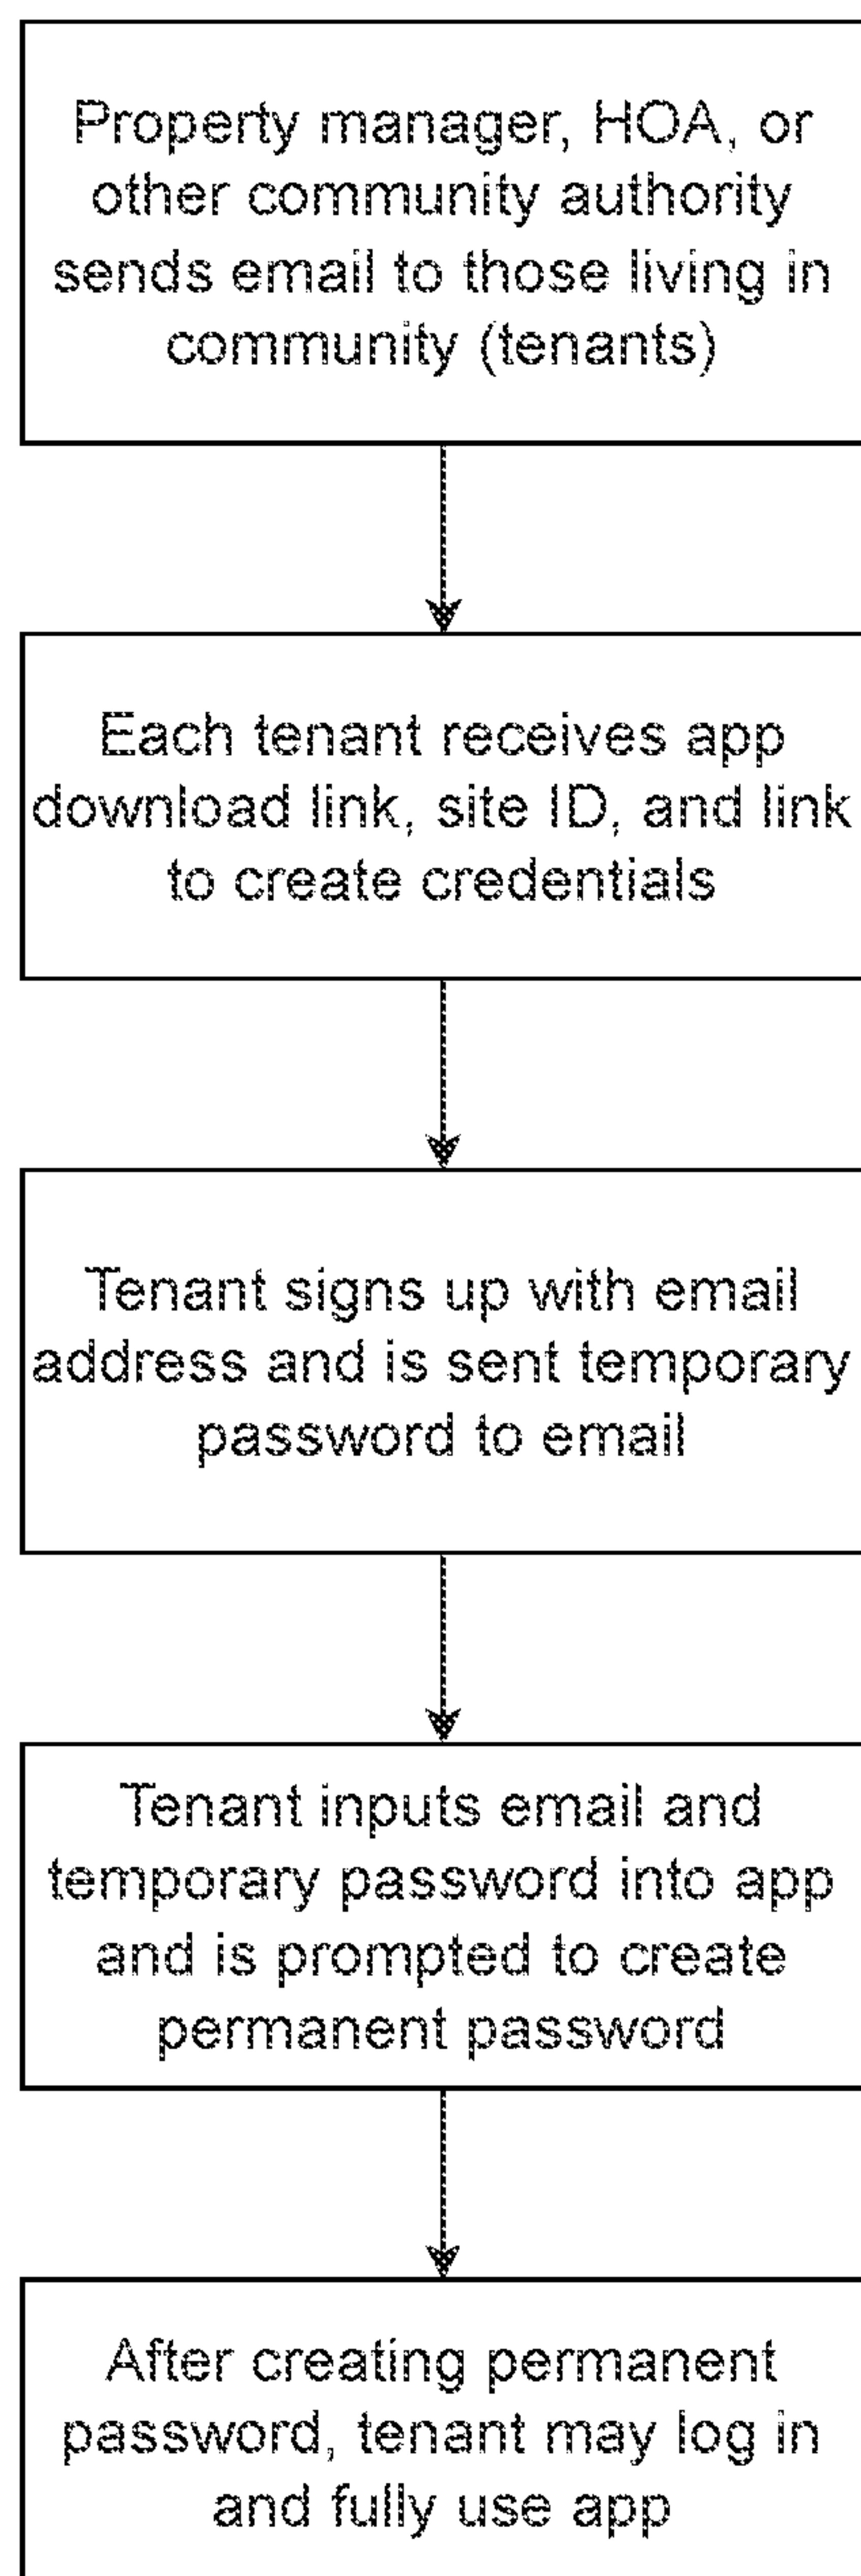 Property manager, HOA, or
other community authority
sends email to those living in
community (tenants)
Each tenant receives app
download link, site ID, and link
to create credentials
Tenant signs up with email
address and is sent temporary
password to email
Tenant inputs email and
temporary password into app
and is prompted to create
permanent password
After creating permanent
password, tenant may log in
and fully use app